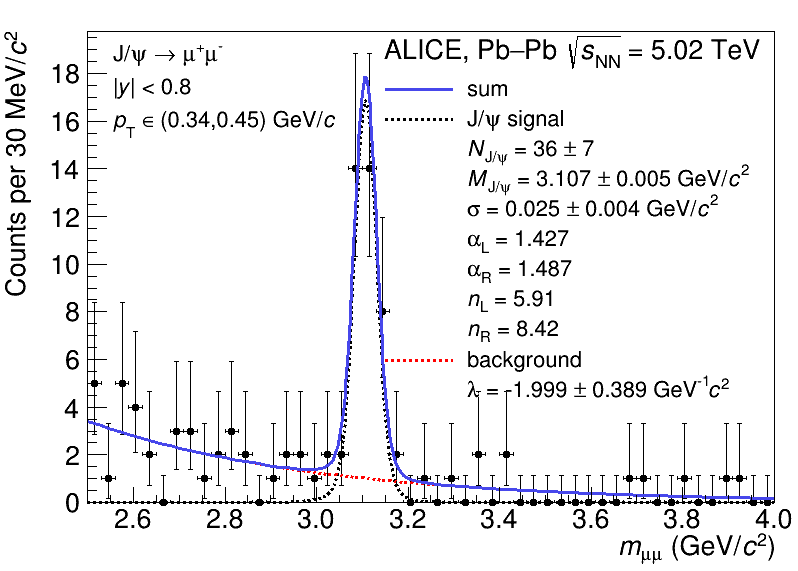 J/ψ → μ⁺μ⁻
|y| < 0.8
p_T ∈ (0.34,0.45) GeV/c
ALICE, Pb–Pb √s_NN = 5.02 TeV
sum
J/ψ signal
N_J/ψ = 36 ± 7
M_J/ψ = 3.107 ± 0.005 GeV/c²
σ = 0.025 ± 0.004 GeV/c²
α_L = 1.427
α_R = 1.487
n_L = 5.91
n_R = 8.42
background
λ = -1.999 ± 0.389 GeV⁻¹c²
Counts per 30 MeV/c²
18
16
14
12
10
8
6
4
2
0
2.6 2.8 3.0 3.2 3.4 3.6 3.8 4.0
m_μμ (GeV/c²)